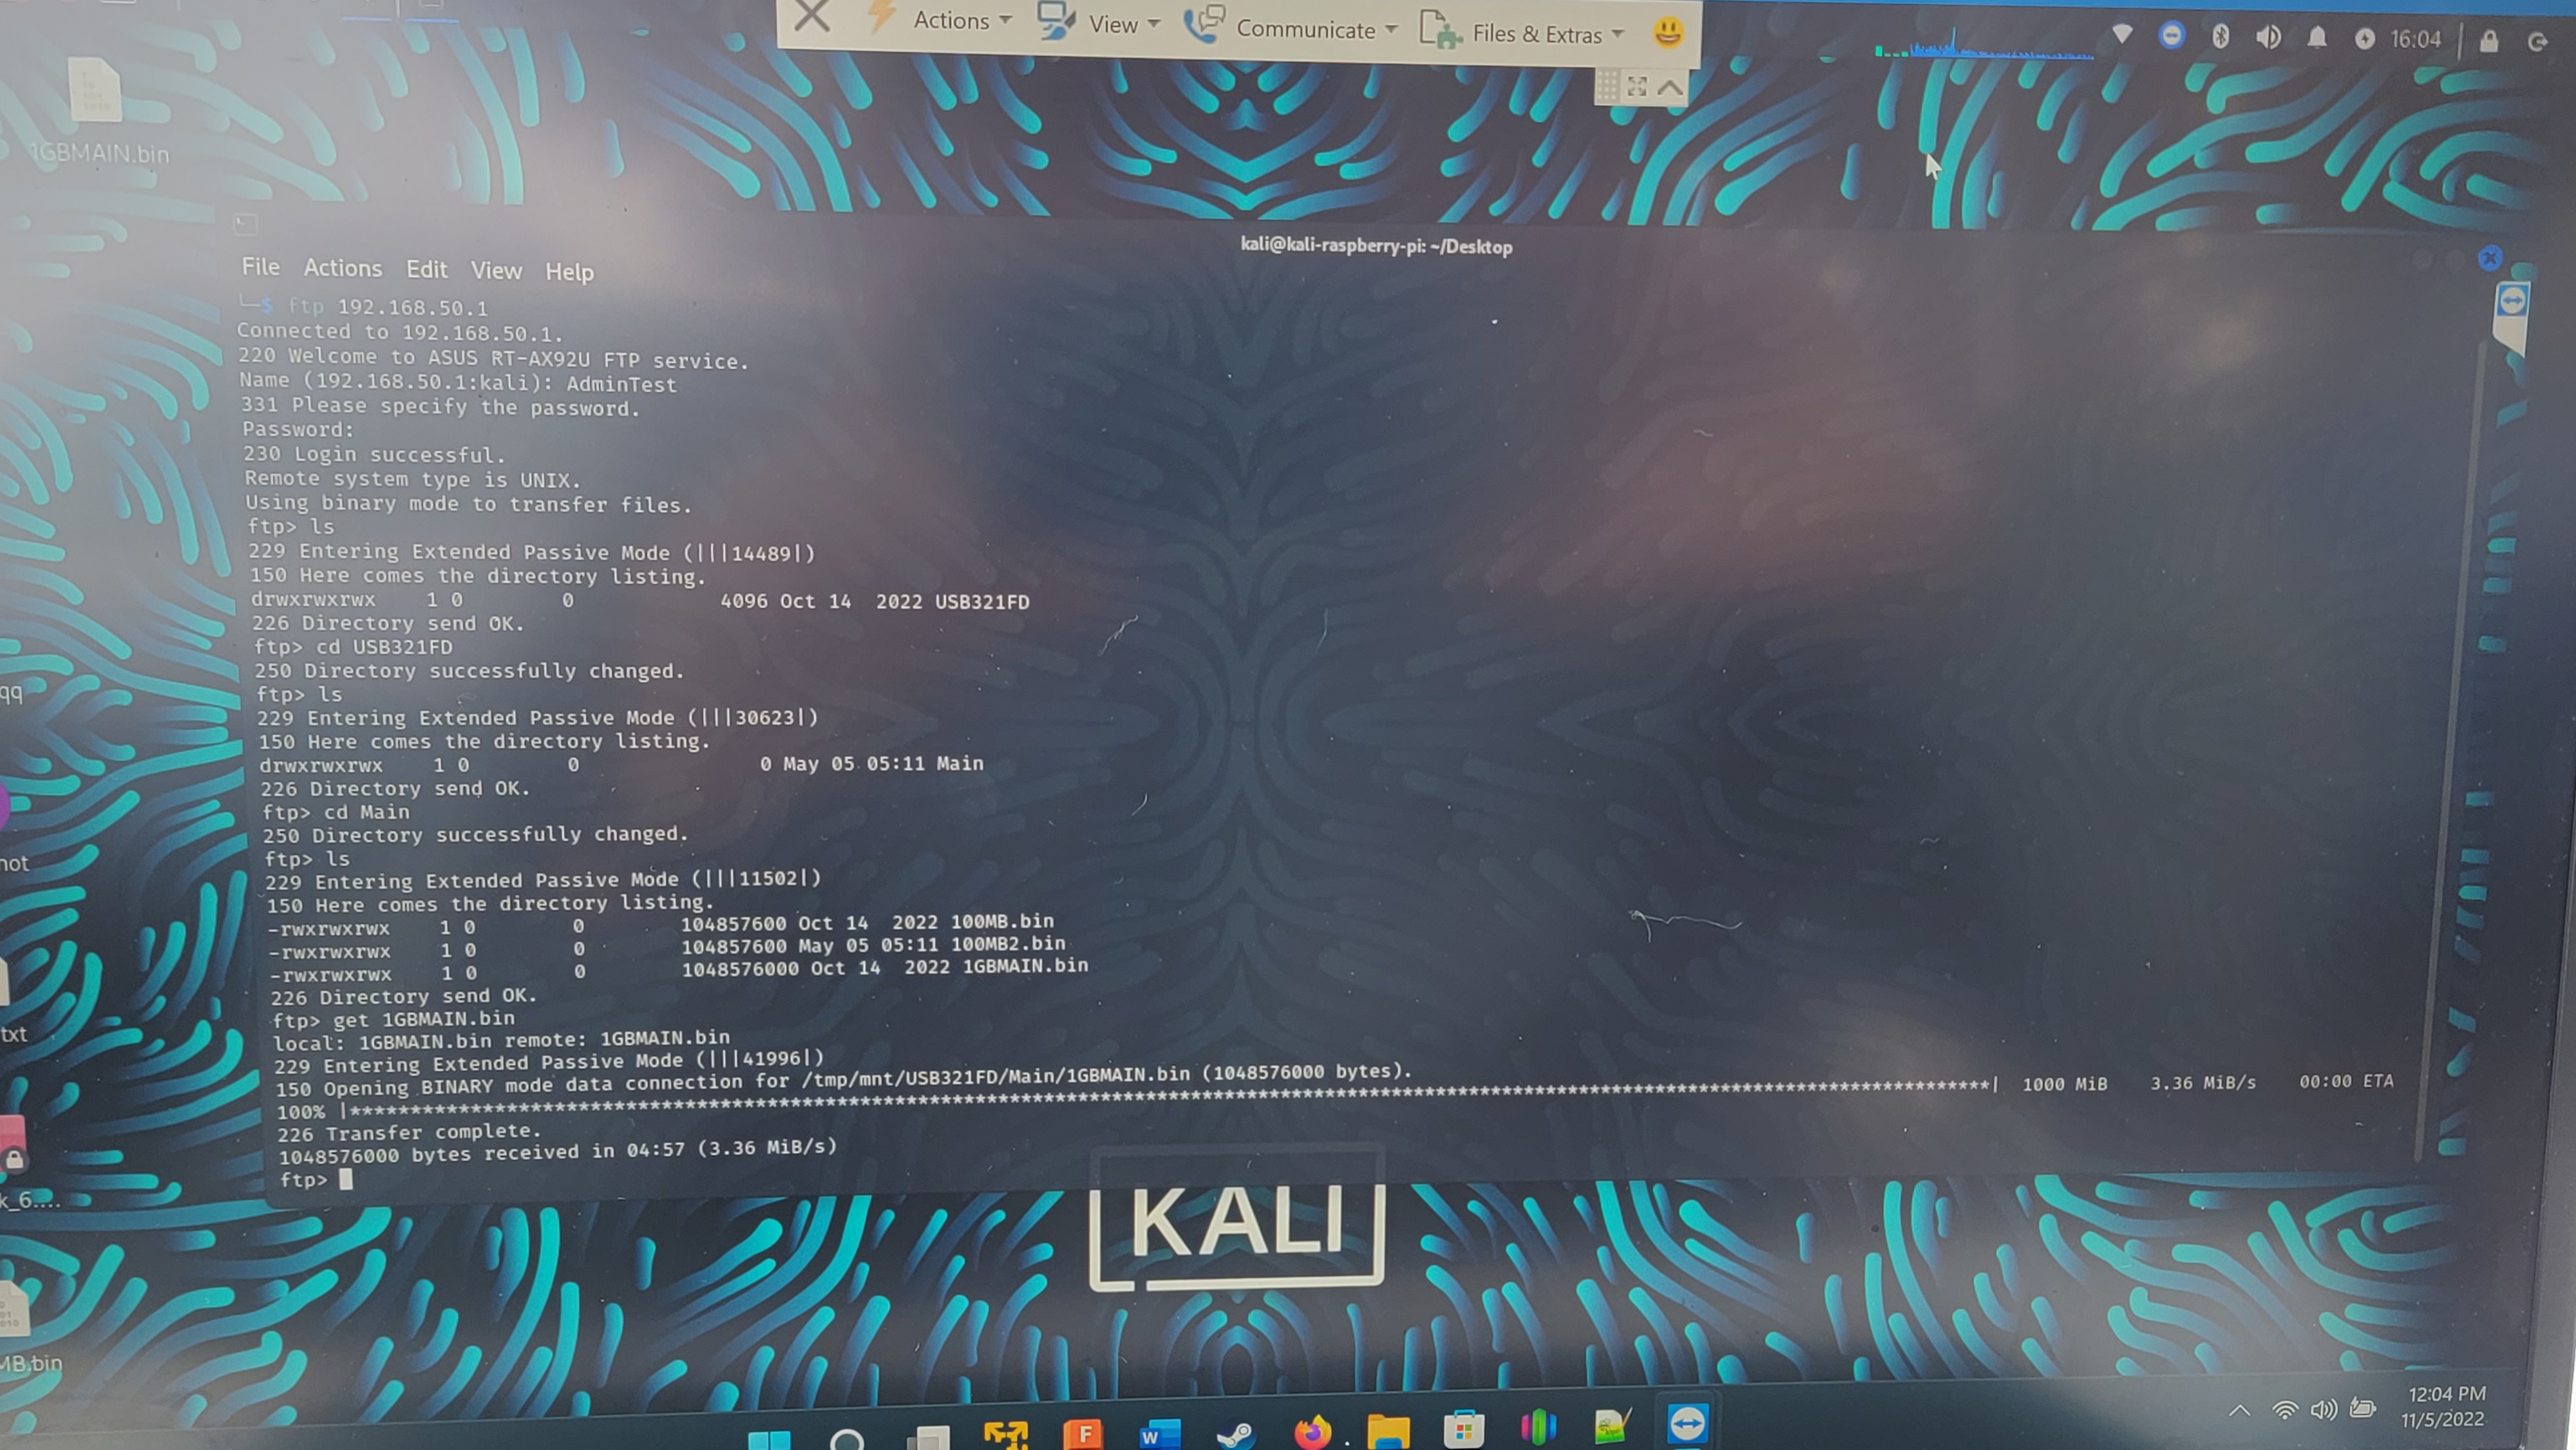 Actions View Communicate Files & Extras
16:04
1GBMAIN.bin
kali@kali-raspberry-pi: ~/Desktop
File Actions Edit View Help
└─$ ftp 192.168.50.1
Connected to 192.168.50.1.
220 Welcome to ASUS RT-AX92U FTP service.
Name (192.168.50.1:kali): AdminTest
331 Please specify the password.
Password:
230 Login successful.
Remote system type is UNIX.
Using binary mode to transfer files.
ftp> ls
229 Entering Extended Passive Mode (|||14489|)
150 Here comes the directory listing.
drwxrwxrwx 1 0 0 4096 Oct 14 2022 USB321FD
226 Directory send OK.
ftp> cd USB321FD
250 Directory successfully changed.
ftp> ls
229 Entering Extended Passive Mode (|||30623|)
150 Here comes the directory listing.
drwxrwxrwx 1 0 0 0 May 05 05:11 Main
226 Directory send OK.
ftp> cd Main
250 Directory successfully changed.
ftp> ls
229 Entering Extended Passive Mode (|||11502|)
150 Here comes the directory listing.
-rwxrwxrwx 1 0 0 104857600 Oct 14 2022 100MB.bin
-rwxrwxrwx 1 0 0 104857600 May 05 05:11 100MB2.bin
-rwxrwxrwx 1 0 0 1048576000 Oct 14 2022 1GBMAIN.bin
226 Directory send OK.
ftp> get 1GBMAIN.bin
local: 1GBMAIN.bin remote: 1GBMAIN.bin
229 Entering Extended Passive Mode (|||41996|)
150 Opening BINARY mode data connection for /tmp/mnt/USB321FD/Main/1GBMAIN.bin (1048576000 bytes).
100% |***********************************************************************************************| 1000 MiB 3.36 MiB/s 00:00 ETA
226 Transfer complete.
1048576000 bytes received in 04:57 (3.36 MiB/s)
ftp>
qq
not
txt
k_6....
MB.bin
KALI
12:04 PM
11/5/2022